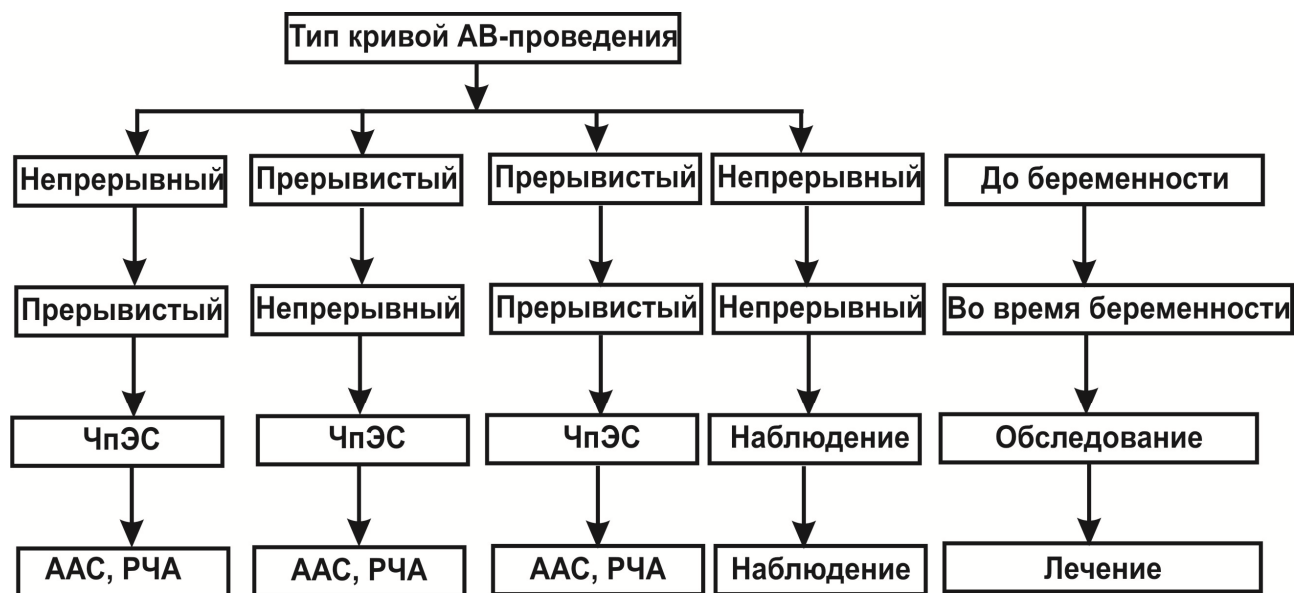 Тип кривой АВ-проведения
Непрерывный Прерывистый Прерывистый Непрерывный До беременности
Прерывистый Непрерывный Прерывистый Непрерывный Во время беременности
ЧпЭС ЧпЭС ЧпЭС Наблюдение Обследование
ААС, РЧА ААС, РЧА ААС, РЧА Наблюдение Лечение